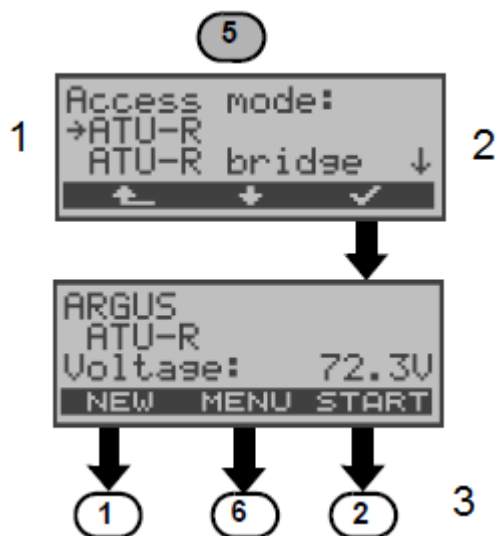 5
Access mode:
→ATU-R
ATU-R bridge ↓
1
2
ARGUS
ATU-R
Voltage: 72.3V
NEW MENU START
1 6 2
3